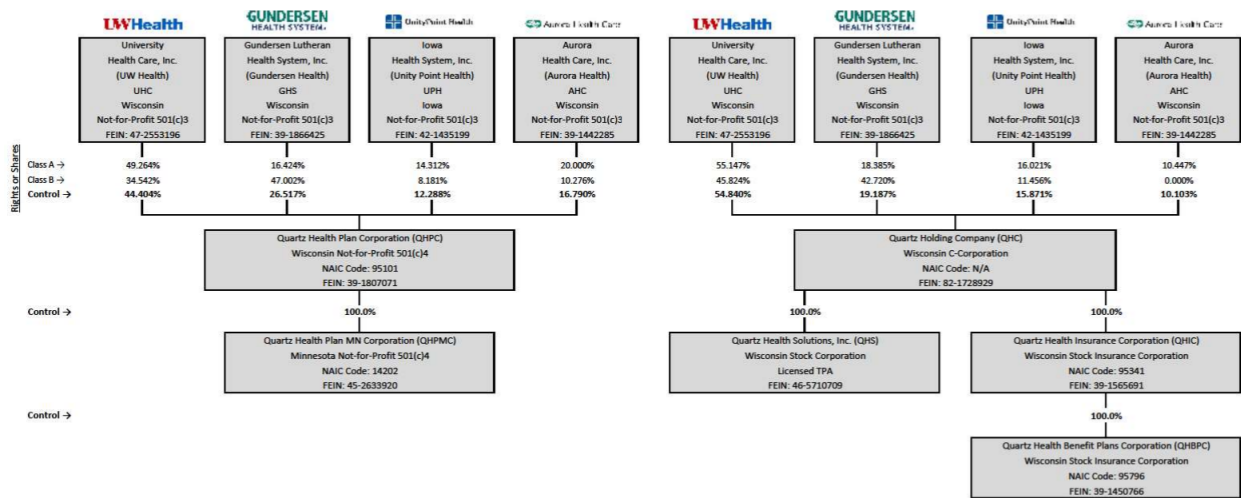 UWHealth
GUNDERSEN
HEALTH SYSTEM®
UnityPoint Health
Aurora Health Care
UWHealth
GUNDERSEN
HEALTH SYSTEM®
UnityPoint Health
Aurora Health Care
University
Health Care, Inc.
(UW Health)
UHC
Wisconsin
Not-for-Profit 501(c)3
FEIN: 47-2553196
Gundersen Lutheran
Health System, Inc.
(Gundersen Health)
GHS
Wisconsin
Not-for-Profit 501(c)3
FEIN: 39-1866425
Iowa
Health System, Inc.
(Unity Point Health)
UPH
Iowa
Not-for-Profit 501(c)3
FEIN: 42-1435199
Aurora
Health Care, Inc.
(Aurora Health)
AHC
Wisconsin
Not-for-Profit 501(c)3
FEIN: 39-1442285
University
Health Care, Inc.
(UW Health)
UHC
Wisconsin
Not-for-Profit 501(c)3
FEIN: 47-2553196
Gundersen Lutheran
Health System, Inc.
(Gundersen Health)
GHS
Wisconsin
Not-for-Profit 501(c)3
FEIN: 39-1866425
Iowa
Health System, Inc.
(Unity Point Health)
UPH
Iowa
Not-for-Profit 501(c)3
FEIN: 42-1435199
Aurora
Health Care, Inc.
(Aurora Health)
AHC
Wisconsin
Not-for-Profit 501(c)3
FEIN: 39-1442285
Rights or Shares
Class A → 49.264% 16.424% 14.312% 20.000% 55.147% 18.385% 16.021% 10.447%
Class B → 34.542% 47.002% 8.181% 10.276% 45.824% 42.720% 11.456% 0.000%
Control → 44.404% 26.517% 12.288% 16.790% 54.840% 19.187% 15.871% 10.103%
Quartz Health Plan Corporation (QHPC)
Wisconsin Not-for-Profit 501(c)4
NAIC Code: 95101
FEIN: 39-1807071
Quartz Holding Company (QHC)
Wisconsin C-Corporation
NAIC Code: N/A
FEIN: 82-1728929
Control → 100.0% 100.0% 100.0%
Quartz Health Plan MN Corporation (QHPMC)
Minnesota Not-for-Profit 501(c)4
NAIC Code: 14202
FEIN: 45-2633920
Quartz Health Solutions, Inc. (QHS)
Wisconsin Stock Corporation
Licensed TPA
FEIN: 46-5710709
Quartz Health Insurance Corporation (QHIC)
Wisconsin Stock Insurance Corporation
NAIC Code: 95341
FEIN: 39-1565691
Control → 100.0%
Quartz Health Benefit Plans Corporation (QHBPC)
Wisconsin Stock Insurance Corporation
NAIC Code: 95796
FEIN: 39-1450766